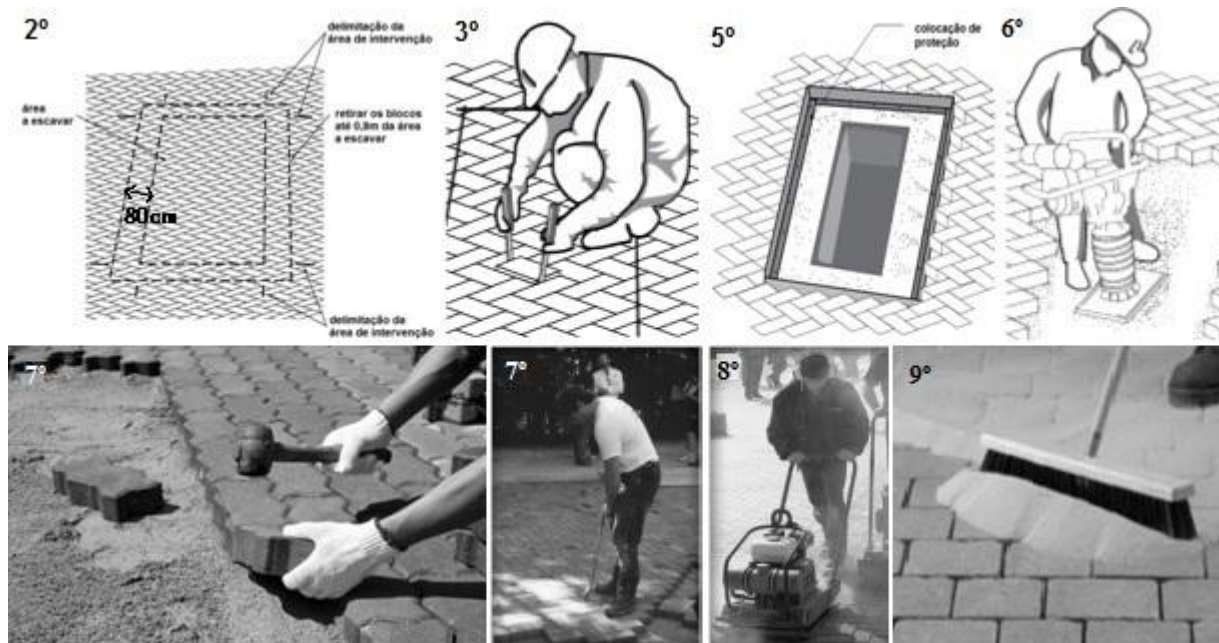 2º
delimitação da
área de intervenção
área
a escavar
retirar os blocos
até 0,8m da área
a escavar
80cm
delimitação da
área de intervenção
3º
5º
colocação de
proteção
6º
7º
7º
8º
9º